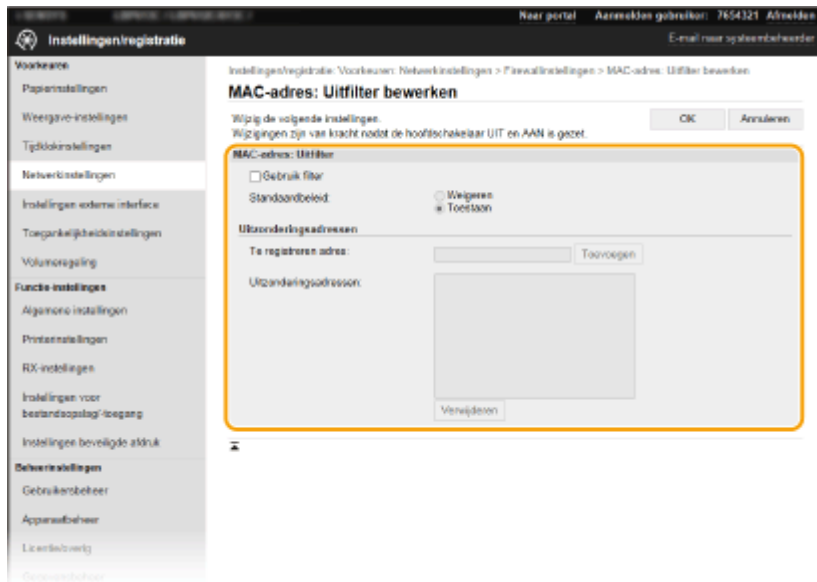 Naar portal Aanmelden gebruiker: 7654321 Afmelden
Instellingen/registratie
E-mail naar systeembeheerder
Voorkeuren
Papierinstellingen
Weergave-instellingen
Tijdklokinstellingen
Netwerkinstellingen
Instellingen externe interface
Toegankelijkheidsinstellingen
Volumeregeling
Functie-instellingen
Algemene instellingen
Printerinstellingen
RX-instellingen
Instellingen voor
bestandsopslag/-toegang
Instellingen beveiligde afdruk
Beheerinstellingen
Gebruikersbeheer
Apparaatbeheer
Licentie/overig
Gegevensbeheer
Instellingen/registratie: Voorkeuren: Netwerkinstellingen > Firewallinstellingen > MAC-adres: Uitfilter bewerken
MAC-adres: Uitfilter bewerken
Wijzig de volgende instellingen.
Wijzigingen zijn van kracht nadat de hoofdschakelaar UIT en AAN is gezet.
OK Annuleren
MAC-adres: Uitfilter
Gebruik filter
Standaardbeleid: Weigeren
Toestaan
Uitzonderingsadressen
Te registreren adres: Toevoegen
Uitzonderingsadressen:
Verwijderen